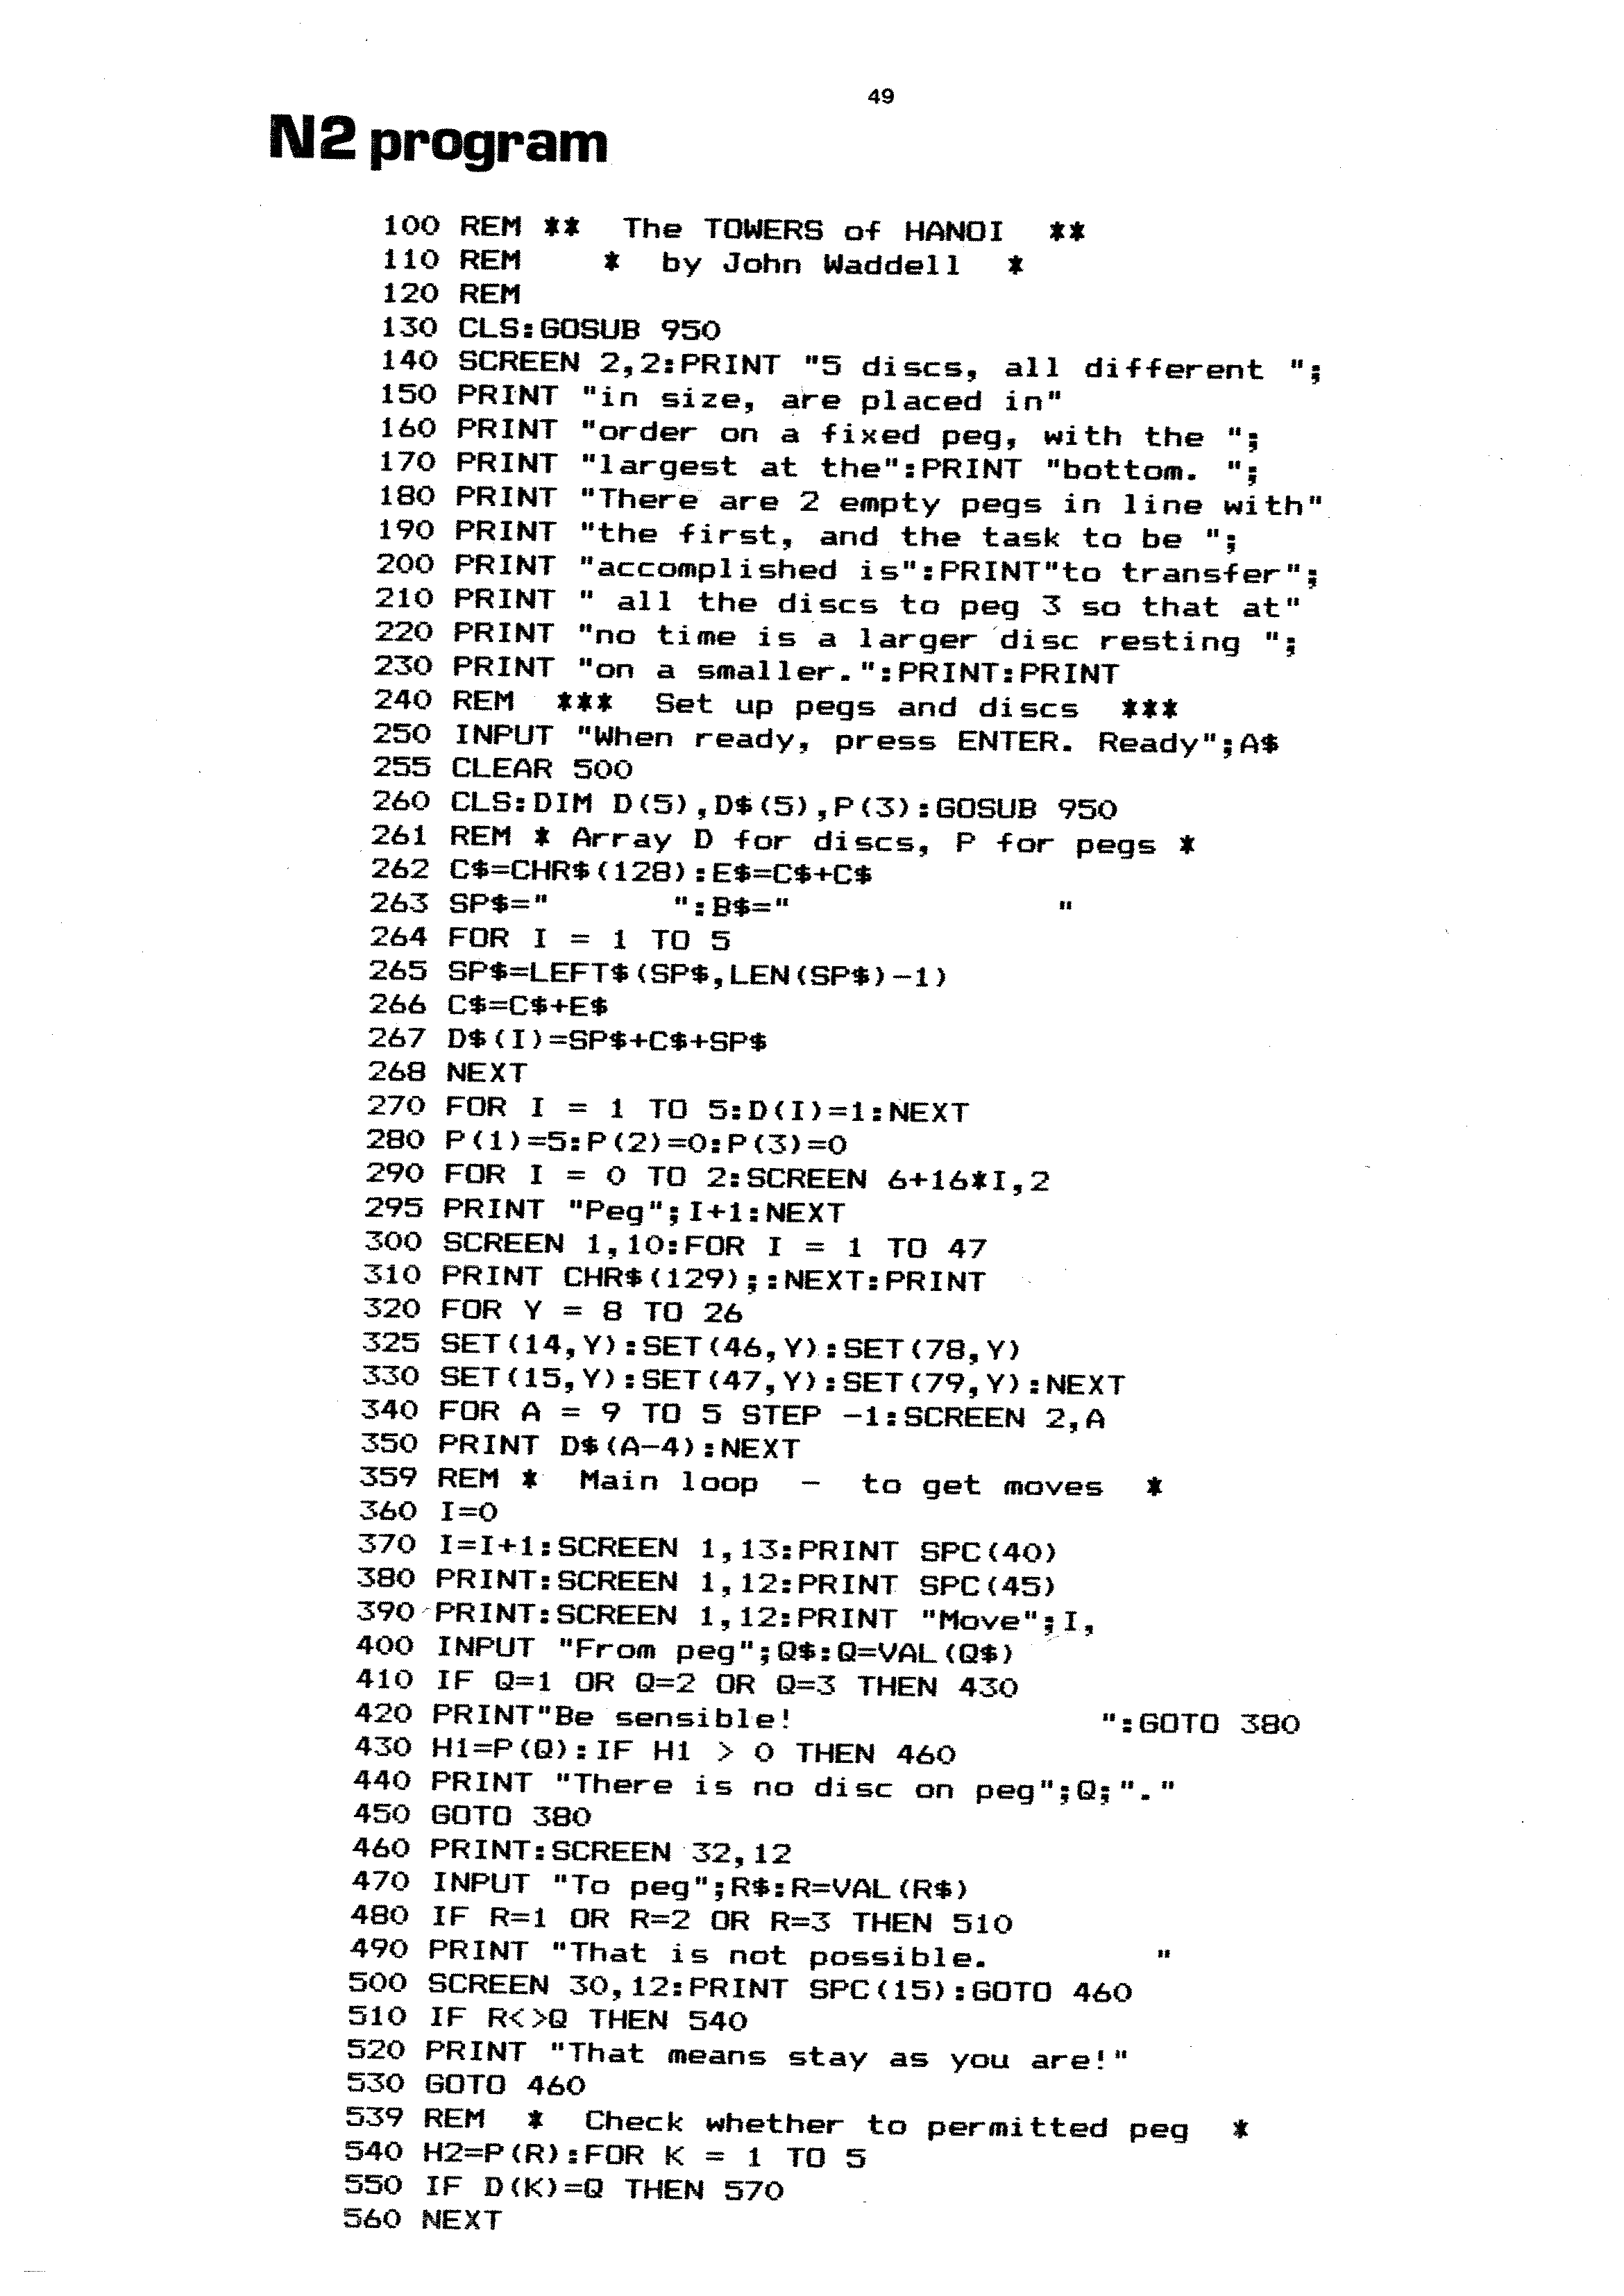 49
N2 program
100 REM **  The TOWERS of HANOI  **
110 REM    *  by John Waddell  *
120 REM
130 CLS:GOSUB 950
140 SCREEN 2,2:PRINT "5 discs, all different ";
150 PRINT "in size, are placed in"
160 PRINT "order on a fixed peg, with the ";
170 PRINT "largest at the":PRINT "bottom. ";
180 PRINT "There are 2 empty pegs in line with"
190 PRINT "the first, and the task to be ";
200 PRINT "accomplished is":PRINT"to transfer";
210 PRINT " all the discs to peg 3 so that at"
220 PRINT "no time is a larger disc resting ";
230 PRINT "on a smaller.":PRINT:PRINT
240 REM  ***  Set up pegs and discs  ***
250 INPUT "When ready, press ENTER. Ready";A$
255 CLEAR 500
260 CLS:DIM D(5),D$(5),P(3):GOSUB 950
261 REM * Array D for discs, P for pegs *
262 C$=CHR$(128):E$=C$+C$
263 SP$="      ":B$="             "
264 FOR I = 1 TO 5
265 SP$=LEFT$(SP$,LEN(SP$)-1)
266 C$=C$+E$
267 D$(I)=SP$+C$+SP$
268 NEXT
270 FOR I = 1 TO 5:D(I)=1:NEXT
280 P(1)=5:P(2)=0:P(3)=0
290 FOR I = 0 TO 2:SCREEN 6+16*I,2
295 PRINT "Peg";I+1:NEXT
300 SCREEN 1,10:FOR I = 1 TO 47
310 PRINT CHR$(129);:NEXT:PRINT
320 FOR Y = 8 TO 26
325 SET(14,Y):SET(46,Y):SET(78,Y)
330 SET(15,Y):SET(47,Y):SET(79,Y):NEXT
340 FOR A = 9 TO 5 STEP -1:SCREEN 2,A
350 PRINT D$(A-4):NEXT
359 REM *  Main loop  -  to get moves  *
360 I=0
370 I=I+1:SCREEN 1,13:PRINT SPC(40)
380 PRINT:SCREEN 1,12:PRINT SPC(45)
390 PRINT:SCREEN 1,12:PRINT "Move";I,
400 INPUT "From peg";Q$:Q=VAL(Q$)
410 IF Q=1 OR Q=2 OR Q=3 THEN 430
420 PRINT"Be sensible!               ":GOTO 380
430 H1=P(Q):IF H1 > 0 THEN 460
440 PRINT "There is no disc on peg";Q;"."
450 GOTO 380
460 PRINT:SCREEN 32,12
470 INPUT "To peg";R$:R=VAL(R$)
480 IF R=1 OR R=2 OR R=3 THEN 510
490 PRINT "That is not possible.        "
500 SCREEN 30,12:PRINT SPC(15):GOTO 460
510 IF R<>Q THEN 540
520 PRINT "That means stay as you are!"
530 GOTO 460
539 REM  *  Check whether to permitted peg  *
540 H2=P(R):FOR K = 1 TO 5
550 IF D(K)=Q THEN 570
560 NEXT